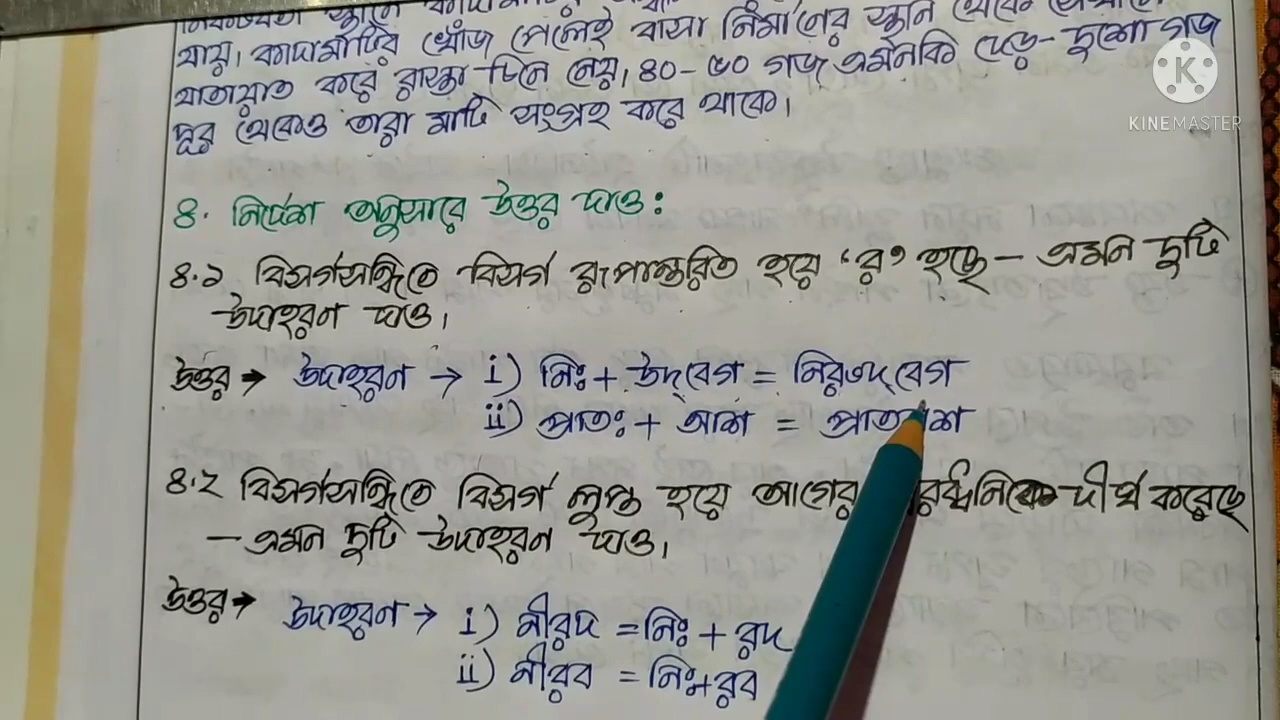 যায়। কাদামাটির খোঁজ পেলেই বাসা নির্মাণের স্থান থেকে
যাতায়াত করে রাস্তা চিনে নেয়। ৪০-৫০ গজ এমনকি দেড়-দুশো গজ
দূর থেকেও তারা মাটি সংগ্রহ করে থাকে।
KINEMASTER
৪. নির্দেশ অনুসারে উত্তর দাও:
৪.১ বিসর্গসন্ধিতে বিসর্গ রূপান্তরিত হয়ে 'র' হচ্ছে - এমন দুটি
উদাহরণ দাও।
উত্তর→ উদাহরণ → i) নিঃ + উদ্‌বেগ = নিরুদ্‌বেগ
ii) প্রাতঃ + আশ =
৪.২ বিসর্গসন্ধিতে বিসর্গ লুপ্ত হয়ে আগের দীর্ঘ করেছে
- এমন দুটি উদাহরণ দাও।
উত্তর→ উদাহরণ → i) নীরদ = নিঃ + রদ
ii) নীরব = নিঃ+রব